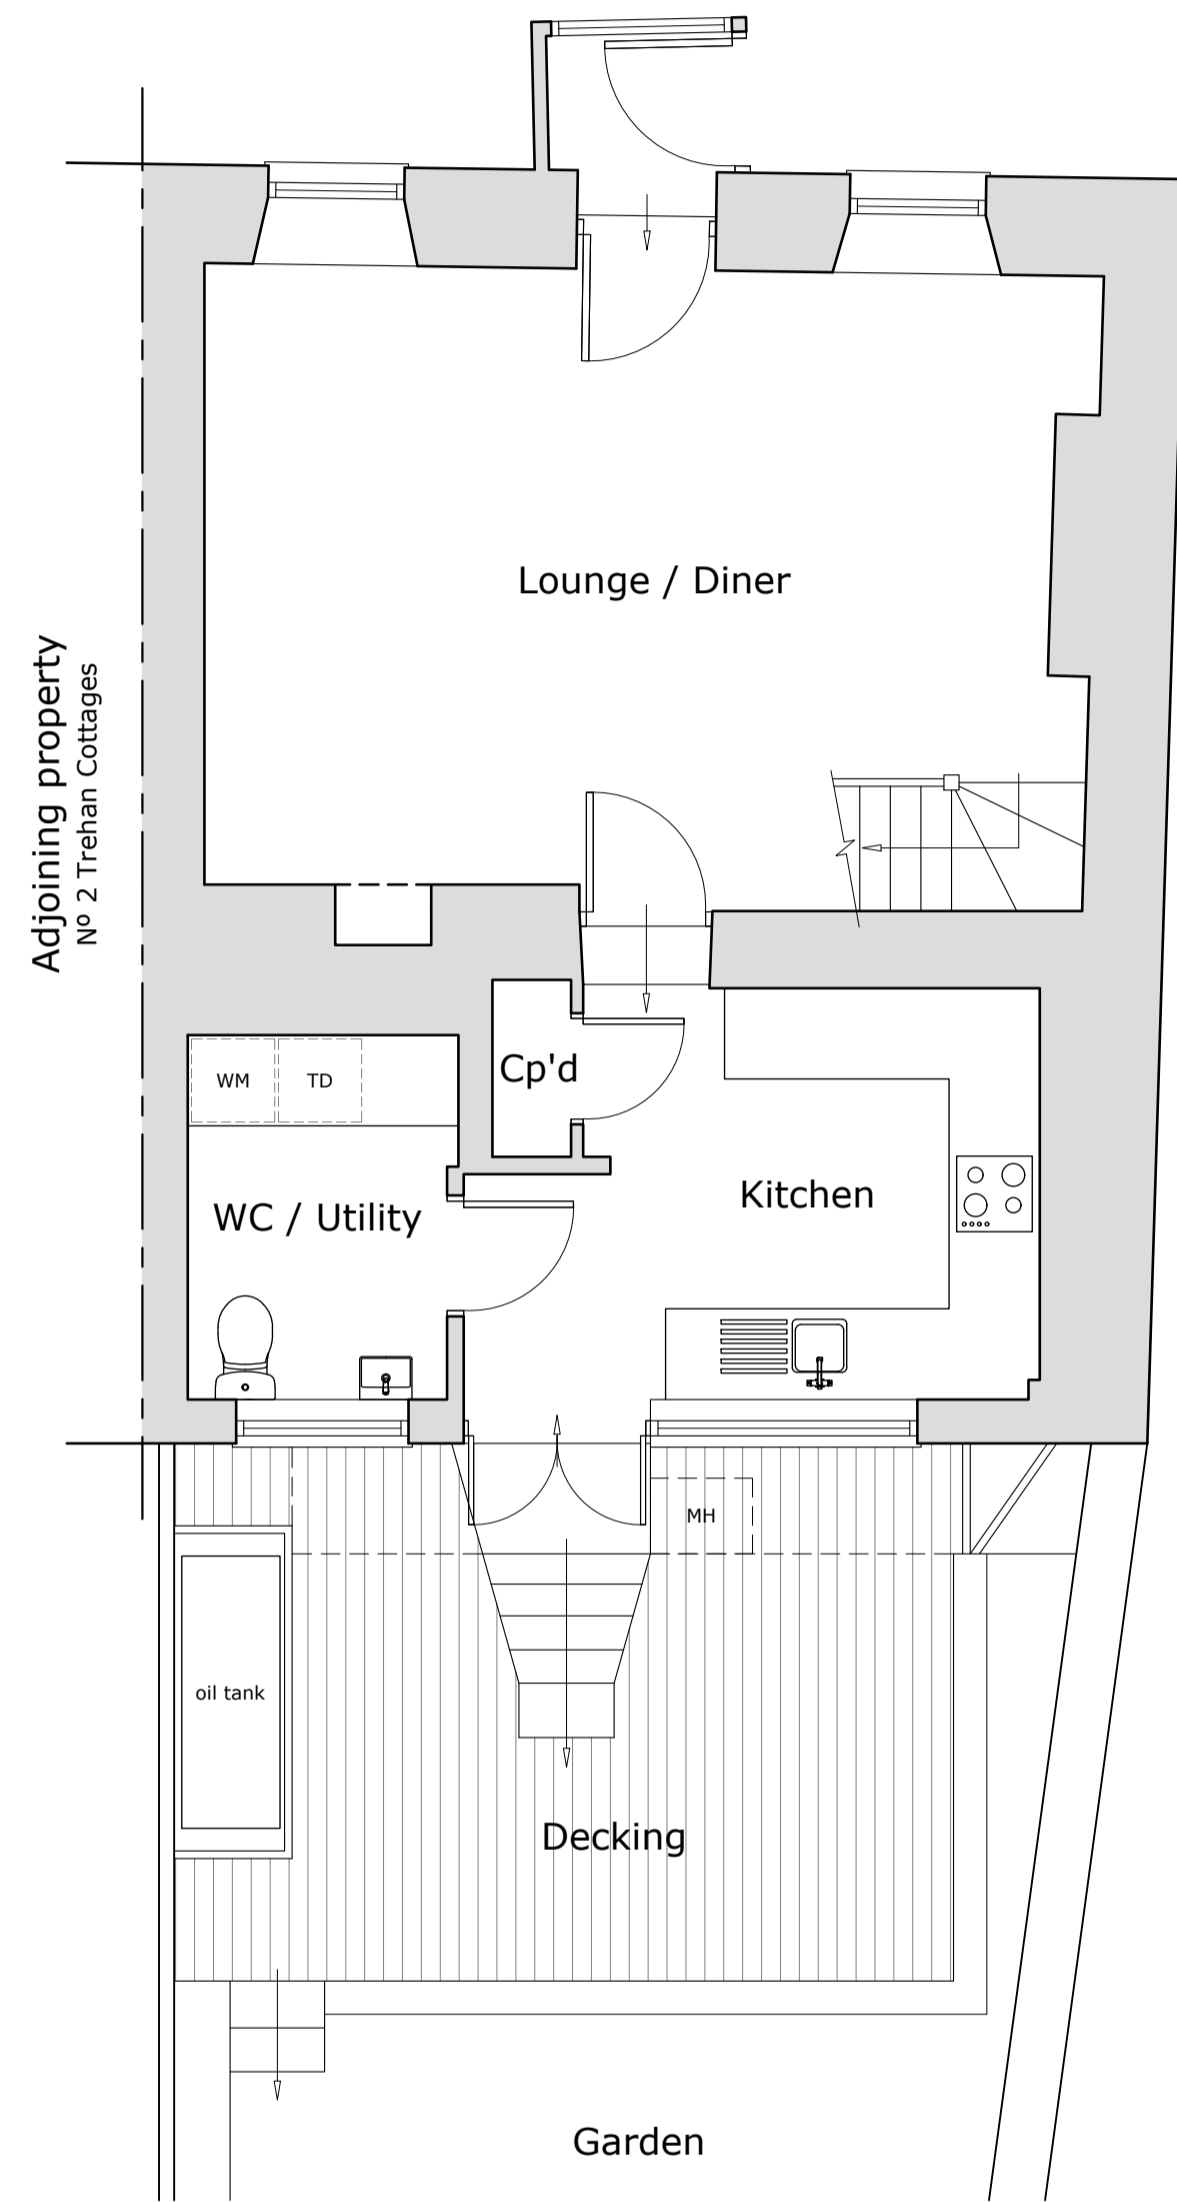 Lounge / Diner
Adjoining property
Nº 2 Trehan Cottages
Cp'd
WM
TD
Kitchen
WC / Utility
MH
oil tank
Decking
Garden